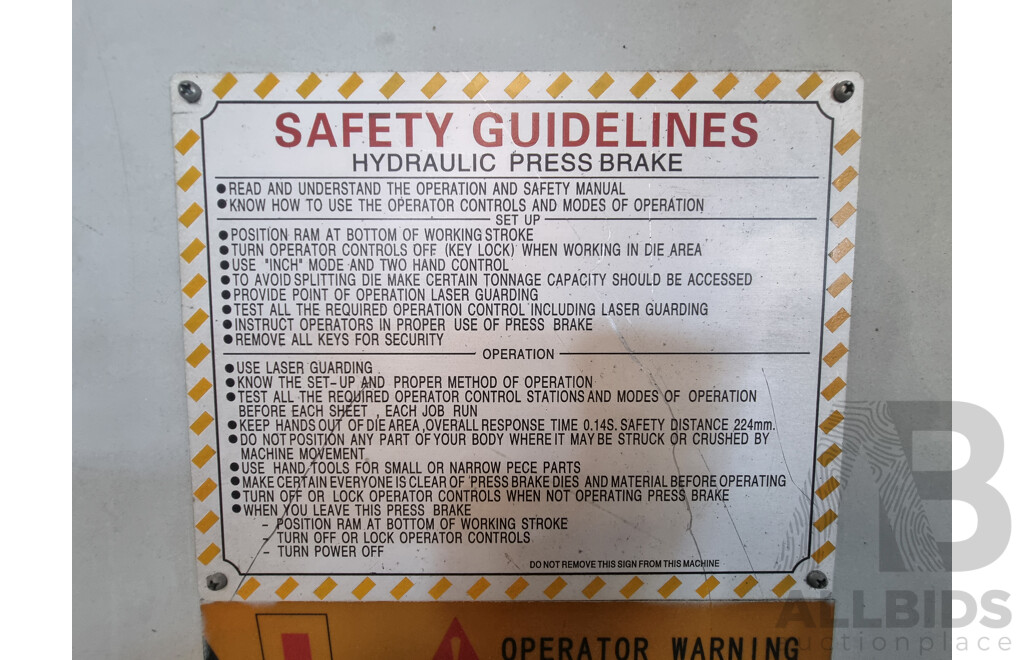 SAFETY GUIDELINES
HYDRAULIC PRESS BRAKE
● READ AND UNDERSTAND THE OPERATION AND SAFETY MANUAL
● KNOW HOW TO USE THE OPERATOR CONTROLS AND MODES OF OPERATION
SET UP
● POSITION RAM AT BOTTOM OF WORKING STROKE
● TURN OPERATOR CONTROLS OFF (KEY LOCK) WHEN WORKING IN DIE AREA
● USE "INCH" MODE AND TWO HAND CONTROL
● TO AVOID SPLITTING DIE MAKE CERTAIN TONNAGE CAPACITY SHOULD BE ACCESSED
● PROVIDE POINT OF OPERATION LASER GUARDING
● TEST ALL THE REQUIRED OPERATION CONTROL INCLUDING LASER GUARDING
● INSTRUCT OPERATORS IN PROPER USE OF PRESS BRAKE
● REMOVE ALL KEYS FOR SECURITY
OPERATION
● USE LASER GUARDING
● KNOW THE SET-UP AND PROPER METHOD OF OPERATION
● TEST ALL THE REQUIRED OPERATOR CONTROL STATIONS AND MODES OF OPERATION
BEFORE EACH SHEET , EACH JOB RUN
● KEEP HANDS OUT OF DIE AREA ,OVERALL RESPONSE TIME 0.14S. SAFETY DISTANCE 224mm.
● DO NOT POSITION ANY PART OF YOUR BODY WHERE IT MAY BE STRUCK OR CRUSHED BY
MACHINE MOVEMENT
● USE HAND TOOLS FOR SMALL OR NARROW PECE PARTS
● MAKE CERTAIN EVERYONE IS CLEAR OF PRESS BRAKE DIES AND MATERIAL BEFORE OPERATING
● TURN OFF OR LOCK OPERATOR CONTROLS WHEN NOT OPERATING PRESS BRAKE
● WHEN YOU LEAVE THIS PRESS BRAKE
- POSITION RAM AT BOTTOM OF WORKING STROKE
- TURN OFF OR LOCK OPERATOR CONTROLS
- TURN POWER OFF
DO NOT REMOVE THIS SIGN FROM THIS MACHINE
OPERATOR WARNING
AB
ALLBIDS
auctionplace